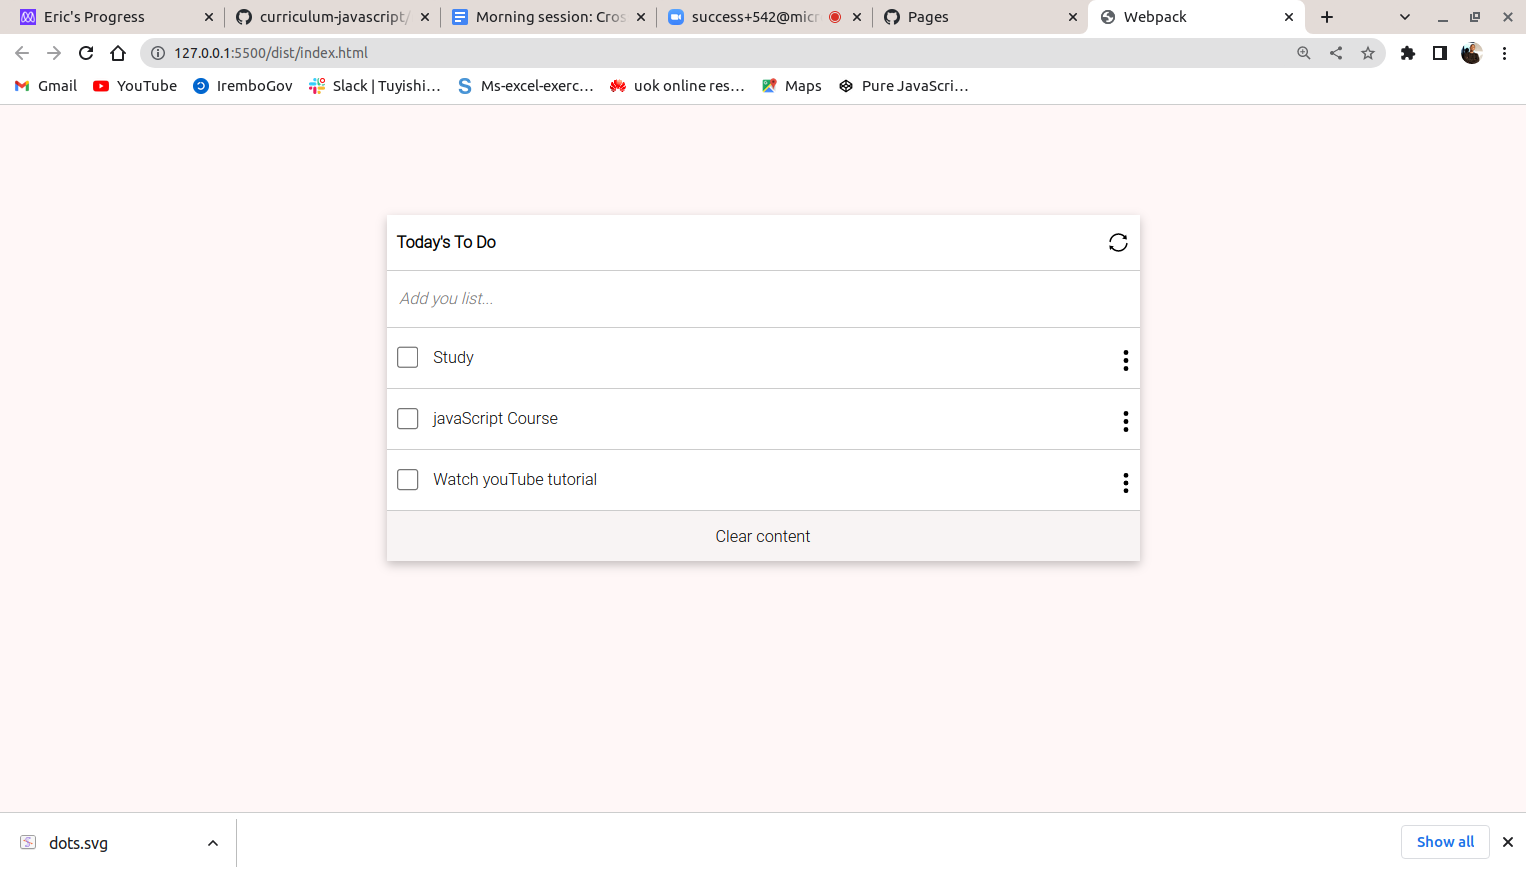 Eric's Progress
curriculum-javascript/
Morning session: Cros
success+542@micr
Pages
Webpack
127.0.0.1:5500/dist/index.html
Gmail
YouTube
IremboGov
Slack | Tuyishi...
Ms-excel-exerc...
uok online res...
Maps
Pure JavaScri...
Today's To Do
Add you list...
Study
javaScript Course
Watch youTube tutorial
Clear content
dots.svg
Show all